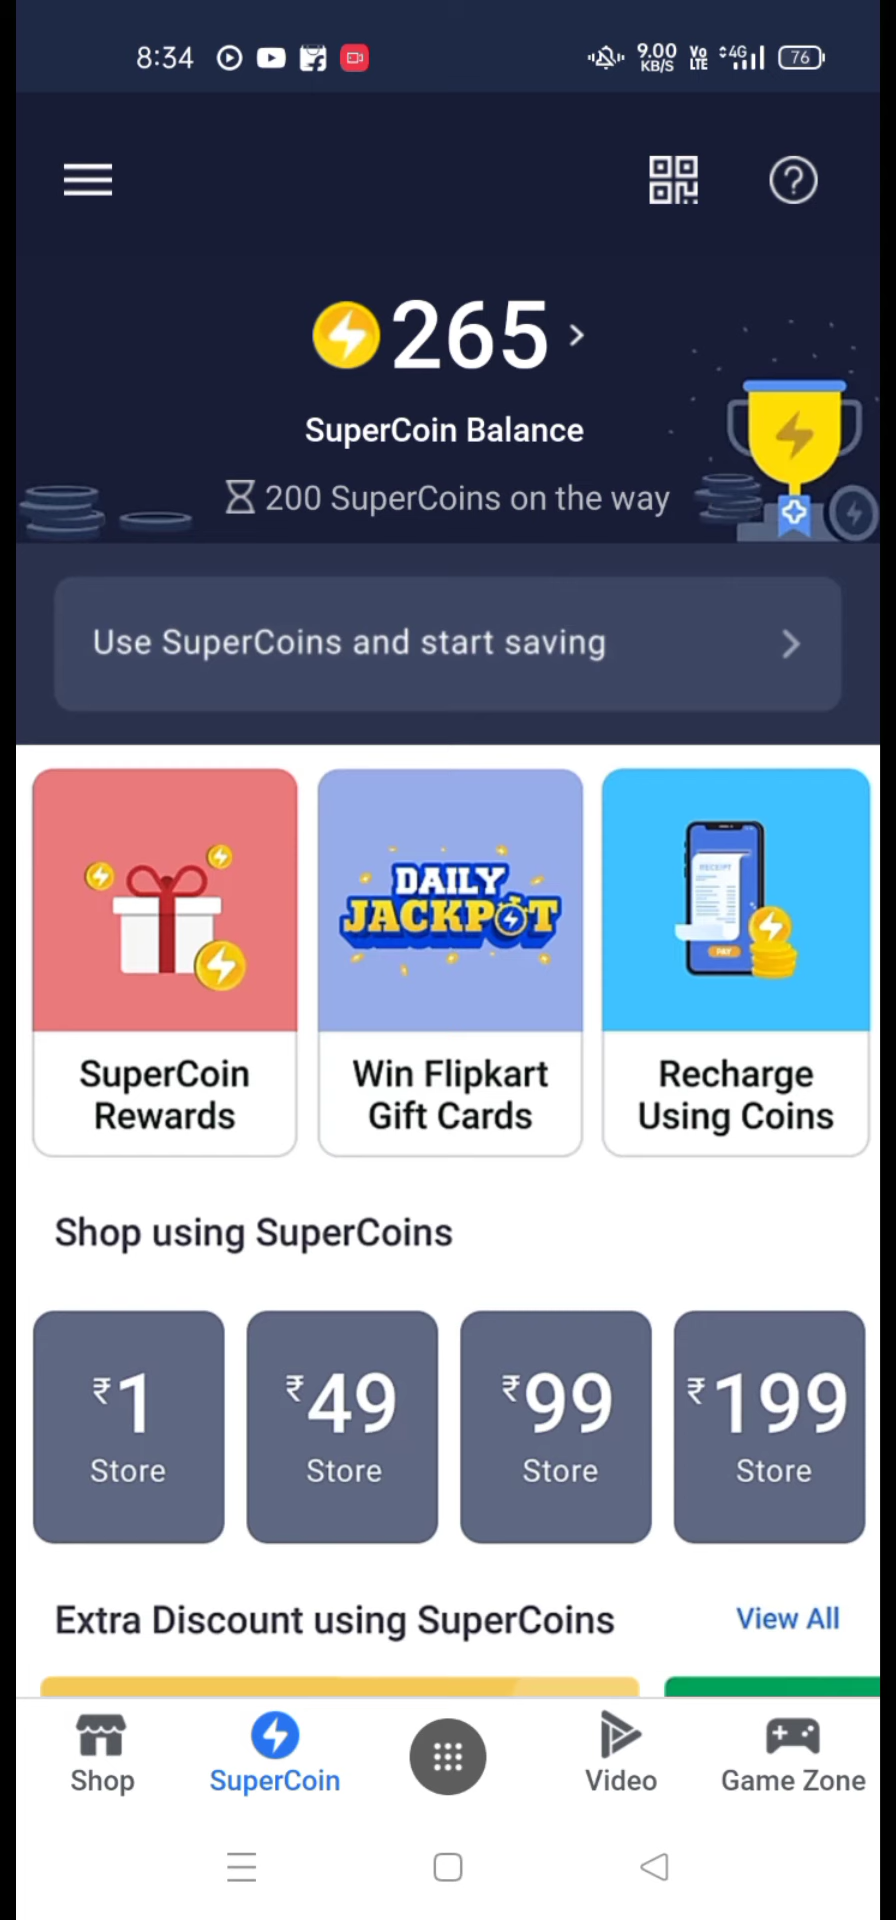 8:34
9.00 KB/S
Vo LTE
4G
76
265
SuperCoin Balance
200 SuperCoins on the way
Use SuperCoins and start saving
DAILY
JACKPOT
RECEIPT
PAY
SuperCoin
Rewards
Win Flipkart
Gift Cards
Recharge
Using Coins
Shop using SuperCoins
₹1
Store
₹49
Store
₹99
Store
₹199
Store
Extra Discount using SuperCoins
View All
Shop
SuperCoin
Video
Game Zone